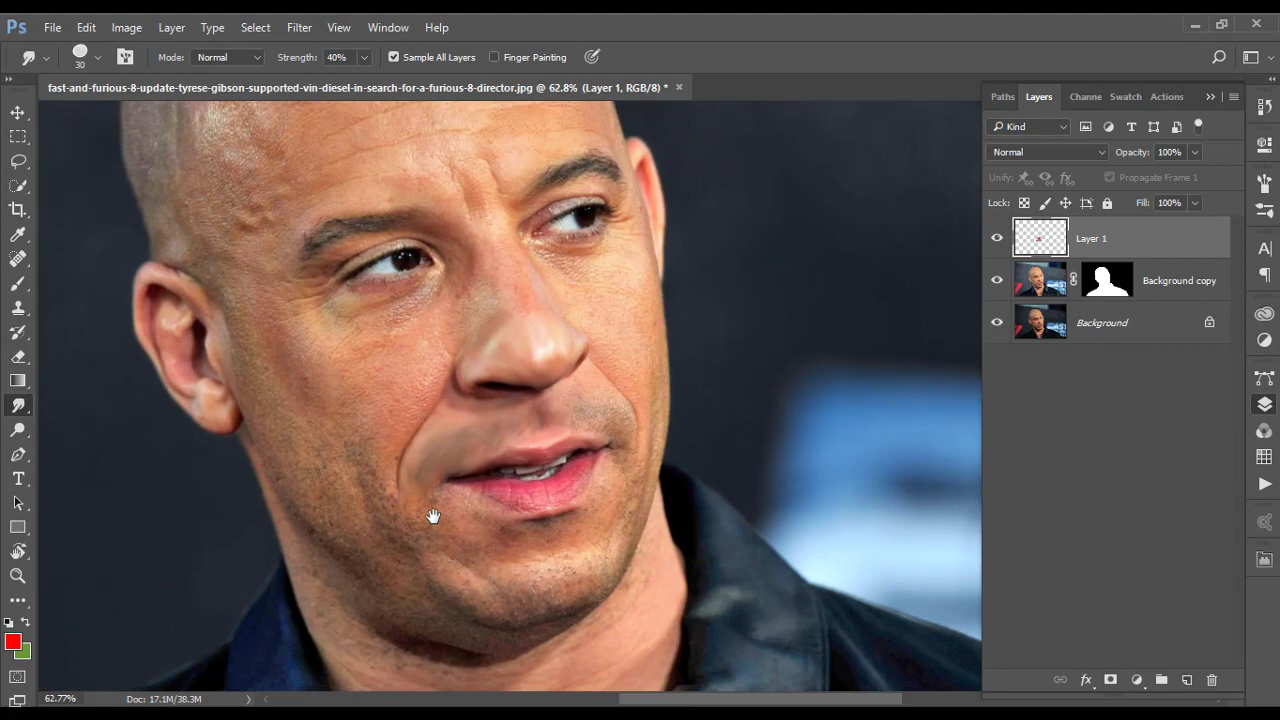 Ps File Edit Image Layer Type Select Filter View Window Help
30 Mode: Normal Strength: 40% Sample All Layers Finger Painting
fast-and-furious-8-update-tyrese-gibson-supported-vin-diesel-in-search-for-a-furious-8-director.jpg @ 62.8% (Layer 1, RGB/8) *
Paths Layers Channe Swatch Actions
Kind
Normal Opacity: 100%
Unify: Propagate Frame 1
Lock: Fill: 100%
Layer 1
Background copy
Background
62.77% Doc: 17.1M/38.3M